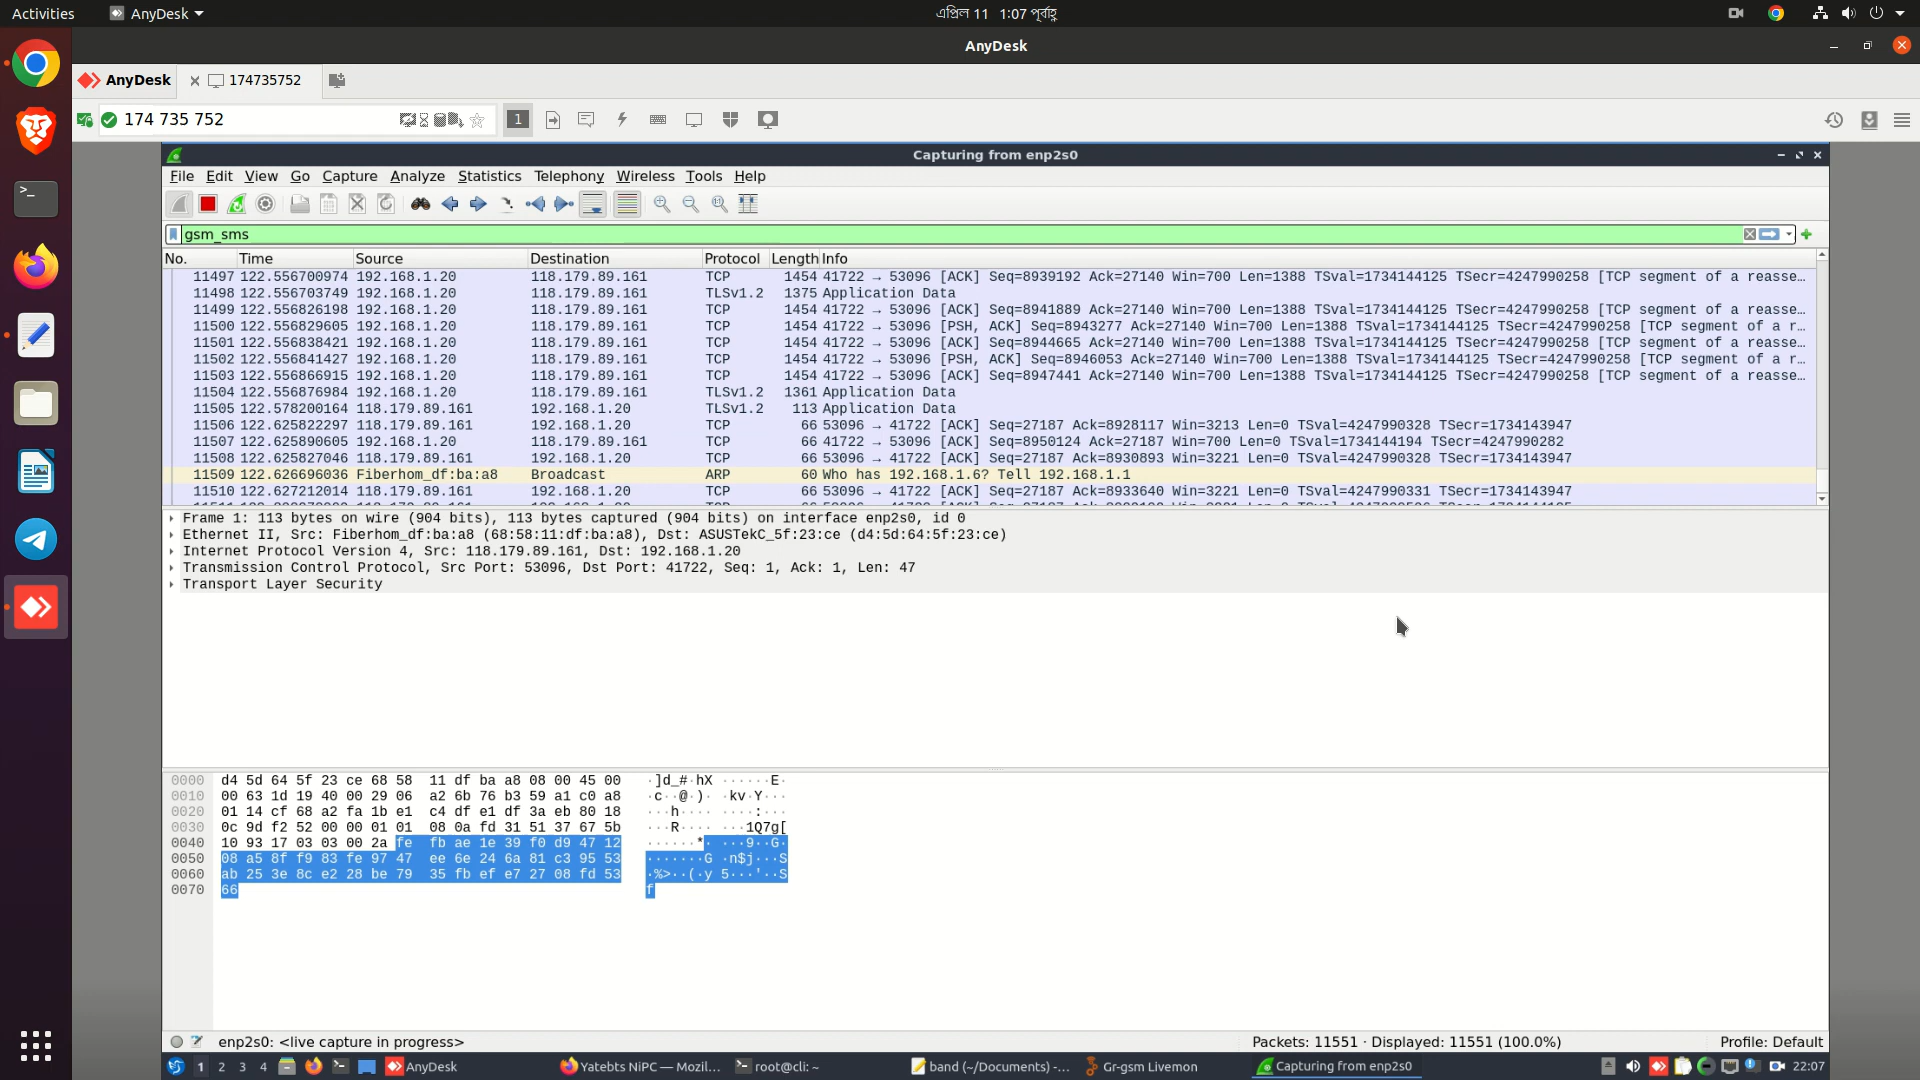 Activities AnyDesk এপ্রিল 11 1:07 পূর্বাহ্ণ
AnyDesk
AnyDesk 174735752
174 735 752 1
Capturing from enp2s0
File Edit View Go Capture Analyze Statistics Telephony Wireless Tools Help
gsm_sms
No. Time Source Destination Protocol Length Info
11497 122.556700974 192.168.1.20 118.179.89.161 TCP 1454 41722 → 53096 [ACK] Seq=8939192 Ack=27140 Win=700 Len=1388 TSval=1734144125 TSecr=4247990258 [TCP segment of a reasse…
11498 122.556703749 192.168.1.20 118.179.89.161 TLSv1.2 1375 Application Data
11499 122.556826198 192.168.1.20 118.179.89.161 TCP 1454 41722 → 53096 [ACK] Seq=8941889 Ack=27140 Win=700 Len=1388 TSval=1734144125 TSecr=4247990258 [TCP segment of a reasse…
11500 122.556829605 192.168.1.20 118.179.89.161 TCP 1454 41722 → 53096 [PSH, ACK] Seq=8943277 Ack=27140 Win=700 Len=1388 TSval=1734144125 TSecr=4247990258 [TCP segment of a r…
11501 122.556838421 192.168.1.20 118.179.89.161 TCP 1454 41722 → 53096 [ACK] Seq=8944665 Ack=27140 Win=700 Len=1388 TSval=1734144125 TSecr=4247990258 [TCP segment of a reasse…
11502 122.556841427 192.168.1.20 118.179.89.161 TCP 1454 41722 → 53096 [PSH, ACK] Seq=8946053 Ack=27140 Win=700 Len=1388 TSval=1734144125 TSecr=4247990258 [TCP segment of a r…
11503 122.556866915 192.168.1.20 118.179.89.161 TCP 1454 41722 → 53096 [ACK] Seq=8947441 Ack=27140 Win=700 Len=1388 TSval=1734144125 TSecr=4247990258 [TCP segment of a reasse…
11504 122.556876984 192.168.1.20 118.179.89.161 TLSv1.2 1361 Application Data
11505 122.578200164 118.179.89.161 192.168.1.20 TLSv1.2 113 Application Data
11506 122.625822297 118.179.89.161 192.168.1.20 TCP 66 53096 → 41722 [ACK] Seq=27187 Ack=8928117 Win=3213 Len=0 TSval=4247990328 TSecr=1734143947
11507 122.625890605 192.168.1.20 118.179.89.161 TCP 66 41722 → 53096 [ACK] Seq=8950124 Ack=27187 Win=700 Len=0 TSval=1734144194 TSecr=4247990282
11508 122.625827046 118.179.89.161 192.168.1.20 TCP 66 53096 → 41722 [ACK] Seq=27187 Ack=8930893 Win=3221 Len=0 TSval=4247990328 TSecr=1734143947
11509 122.626696036 Fiberhom_df:ba:a8 Broadcast ARP 60 Who has 192.168.1.6? Tell 192.168.1.1
11510 122.627212014 118.179.89.161 192.168.1.20 TCP 66 53096 → 41722 [ACK] Seq=27187 Ack=8933640 Win=3221 Len=0 TSval=4247990331 TSecr=1734143947
Frame 1: 113 bytes on wire (904 bits), 113 bytes captured (904 bits) on interface enp2s0, id 0
Ethernet II, Src: Fiberhom_df:ba:a8 (68:58:11:df:ba:a8), Dst: ASUSTekC_5f:23:ce (d4:5d:64:5f:23:ce)
Internet Protocol Version 4, Src: 118.179.89.161, Dst: 192.168.1.20
Transmission Control Protocol, Src Port: 53096, Dst Port: 41722, Seq: 1, Ack: 1, Len: 47
Transport Layer Security
0000 d4 5d 64 5f 23 ce 68 58 11 df ba a8 08 00 45 00 ·]d_#·hX ······E·
0010 00 63 1d 19 40 00 29 06 a2 6b 76 b3 59 a1 c0 a8 ·c··@·)· ·kv·Y···
0020 01 14 cf 68 a2 fa 1b e1 c4 df e1 df 3a eb 80 18 ···h···· ····:···
0030 0c 9d f2 52 00 00 01 01 08 0a fd 31 51 37 67 5b ···R···· ···1Q7g[
0040 10 93 17 03 03 00 2a fe fb ae 1e 39 f0 d9 47 12 ······*· ···9··G·
0050 08 a5 8f f9 83 fe 97 47 ee 6e 24 6a 81 c3 95 53 ·······G ·n$j···S
0060 ab 25 3e 8c e2 28 be 79 35 fb ef e7 27 08 fd 53 ·%>··(·y 5···'··S
0070 66 f
enp2s0: <live capture in progress> Packets: 11551 · Displayed: 11551 (100.0%) Profile: Default
1 2 3 4 AnyDesk Yatebts NiPC — Mozil... root@cli: ~ band (~/Documents) -... Gr-gsm Livemon Capturing from enp2s0 22:07